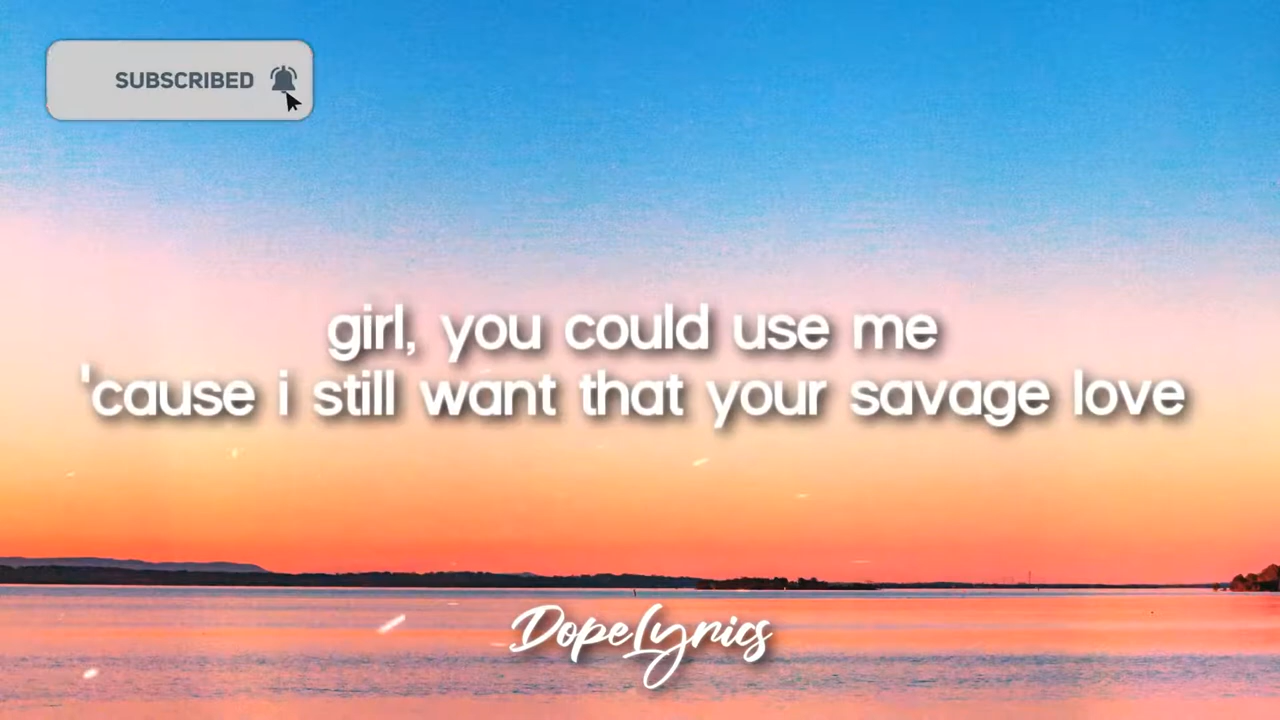 SUBSCRIBED
girl, you could use me
'cause i still want that your savage love
DopeLyrics